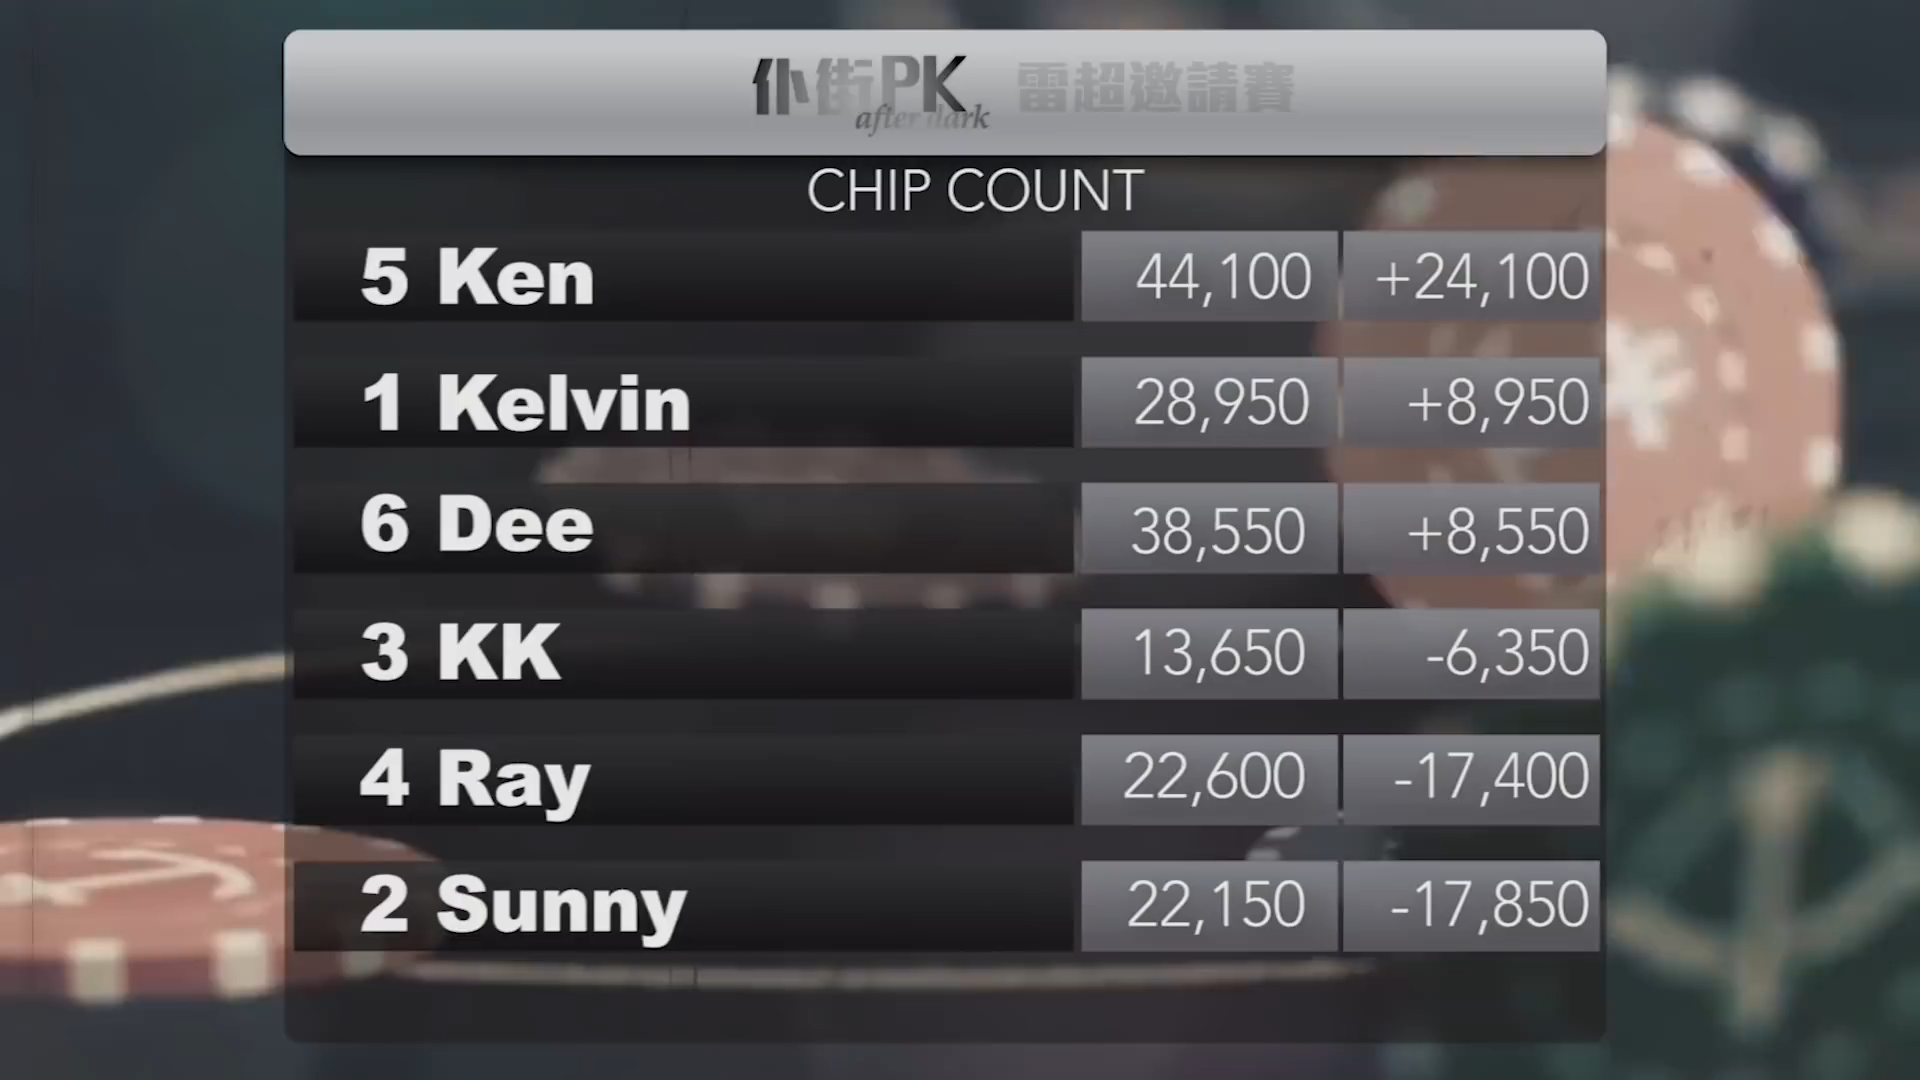 仆街PK after dark 雷超邀請賽
CHIP COUNT
5 Ken 44,100 +24,100
1 Kelvin 28,950 +8,950
6 Dee 38,550 +8,550
3 KK 13,650 -6,350
4 Ray 22,600 -17,400
2 Sunny 22,150 -17,850